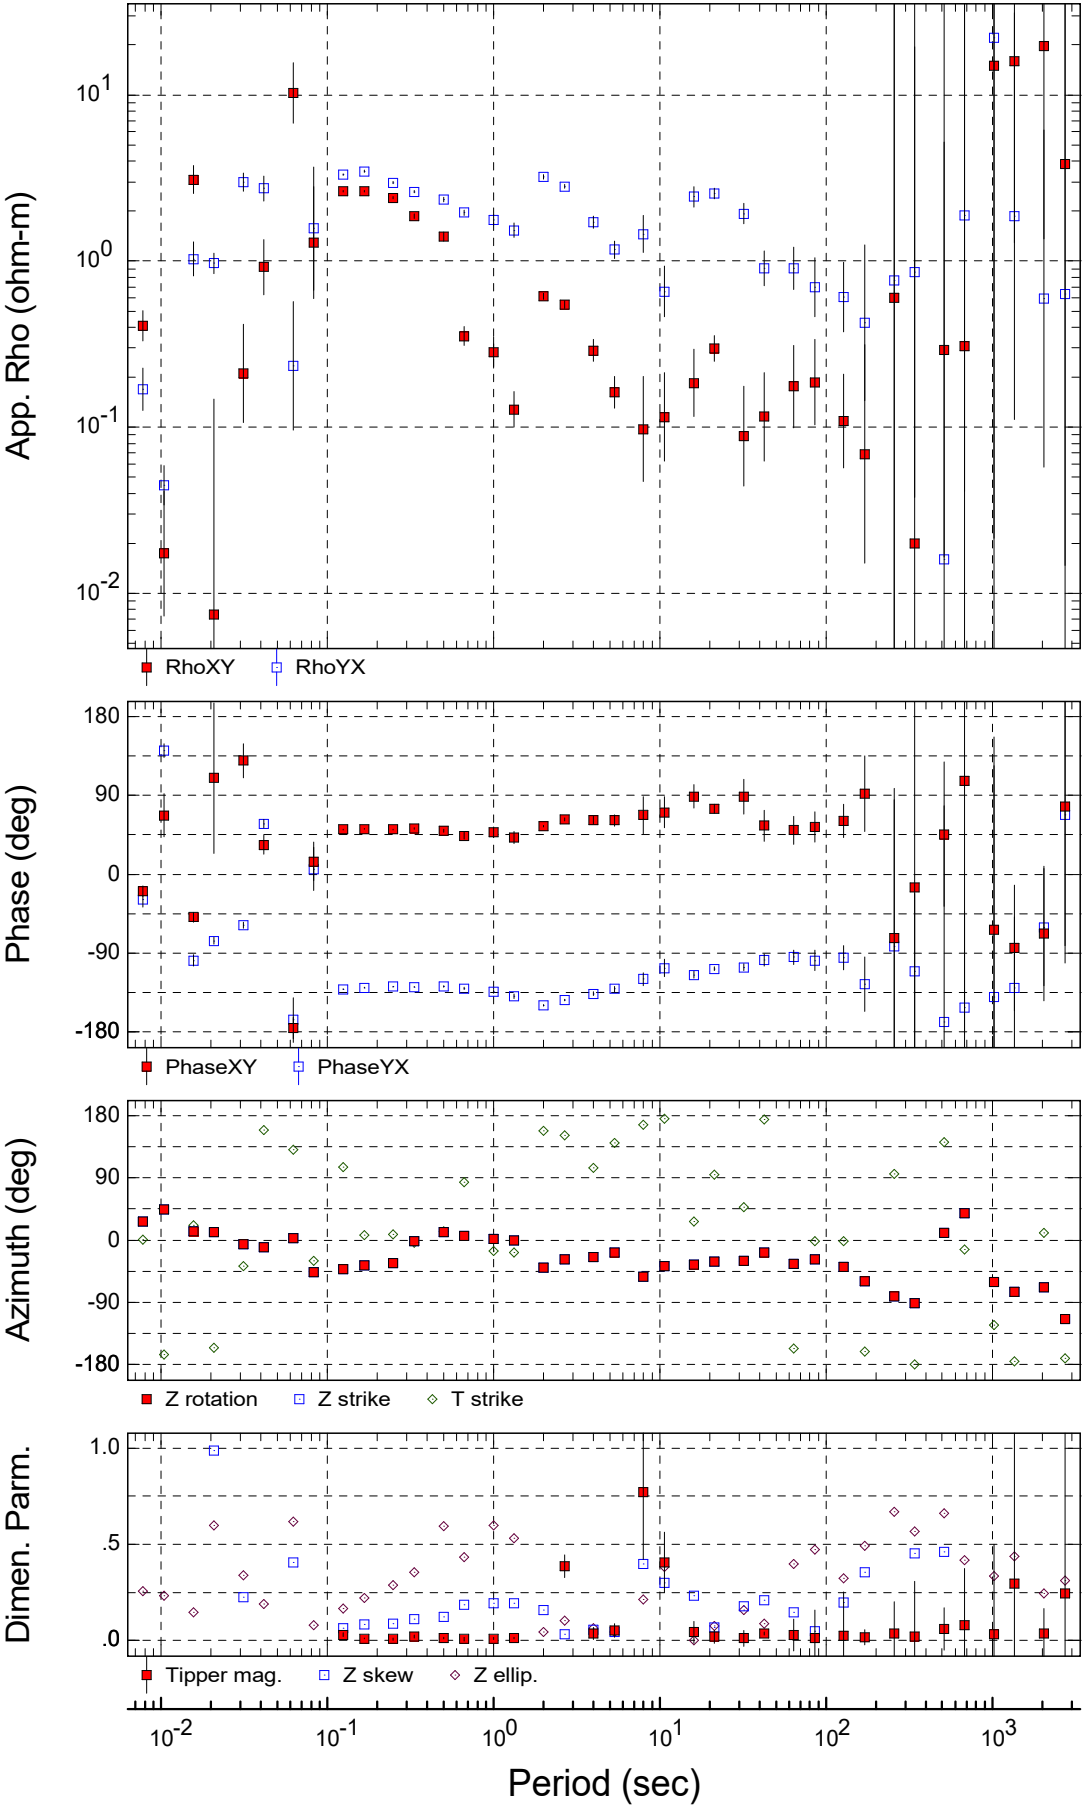 App. Rho (ohm-m)
10^1
10^0
10^-1
10^-2
RhoXY RhoYX
Phase (deg)
180
90
0
-90
-180
PhaseXY PhaseYX
Azimuth (deg)
180
90
0
-90
-180
Z rotation Z strike T strike
Dimen. Parm.
1.0
.5
.0
Tipper mag. Z skew Z ellip.
10^-2 10^-1 10^0 10^1 10^2 10^3
Period (sec)